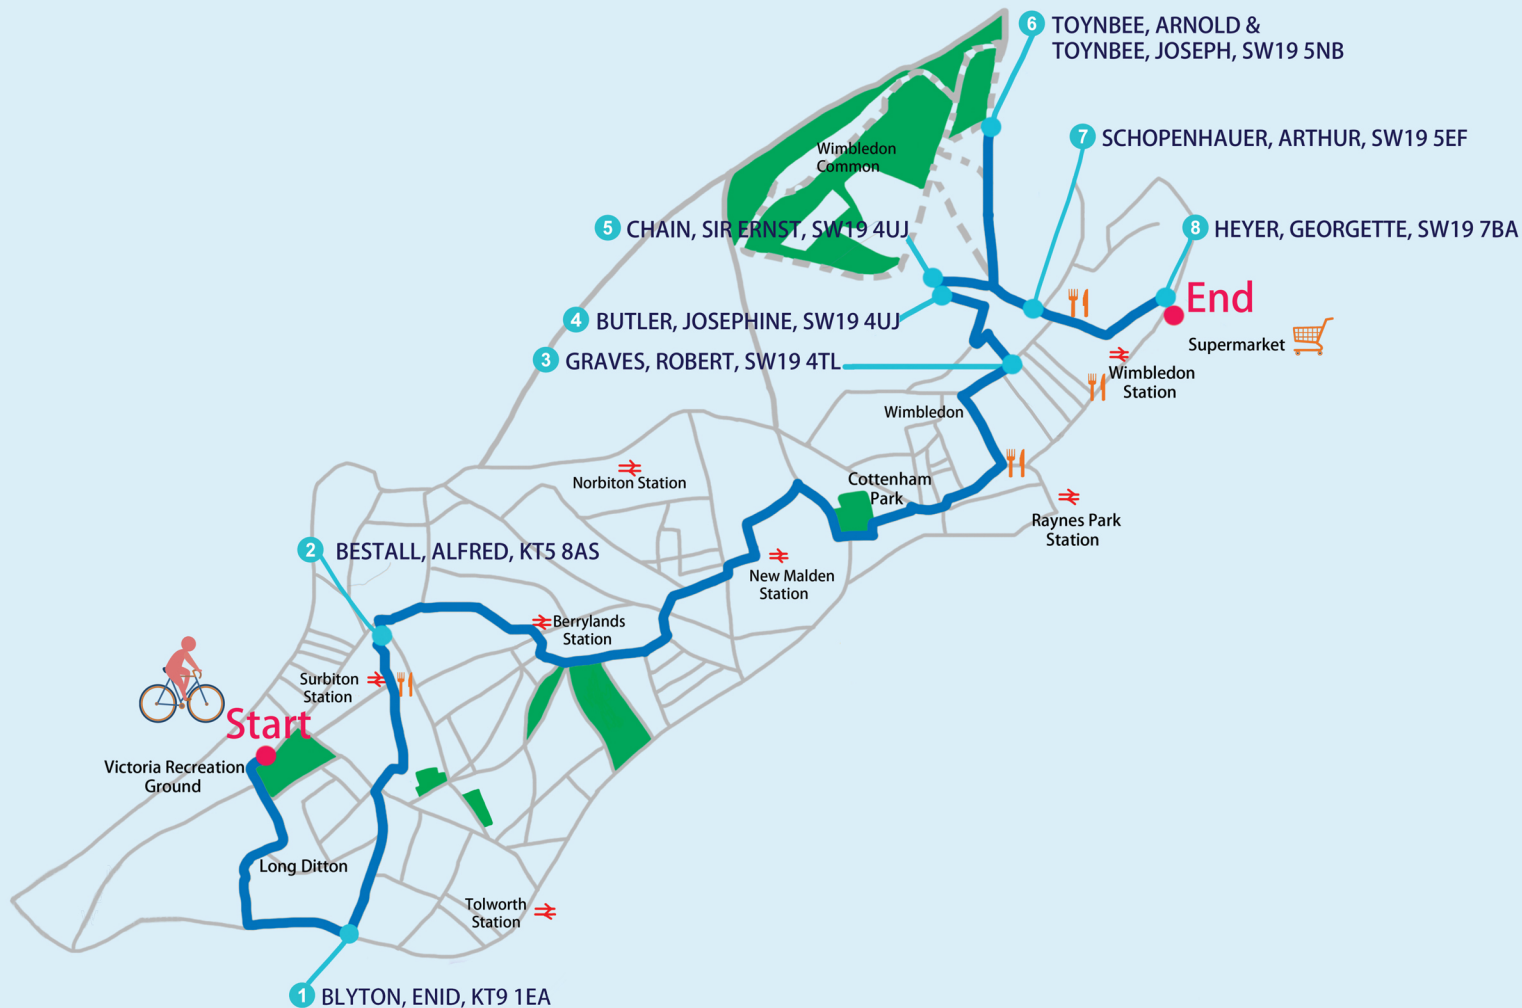 6 TOYNBEE, ARNOLD &
TOYNBEE, JOSEPH, SW19 5NB
7 SCHOPENHAUER, ARTHUR, SW19 5EF
Wimbledon
Common
5 CHAIN, SIR ERNST, SW19 4UJ
8 HEYER, GEORGETTE, SW19 7BA
End
4 BUTLER, JOSEPHINE, SW19 4UJ
Supermarket
3 GRAVES, ROBERT, SW19 4TL
Wimbledon
Station
Wimbledon
Norbiton Station
Cottenham
Park
Raynes Park
Station
2 BESTALL, ALFRED, KT5 8AS
New Malden
Station
Berrylands
Station
Surbiton
Station
Start
Victoria Recreation
Ground
Long Ditton
Tolworth
Station
1 BLYTON, ENID, KT9 1EA